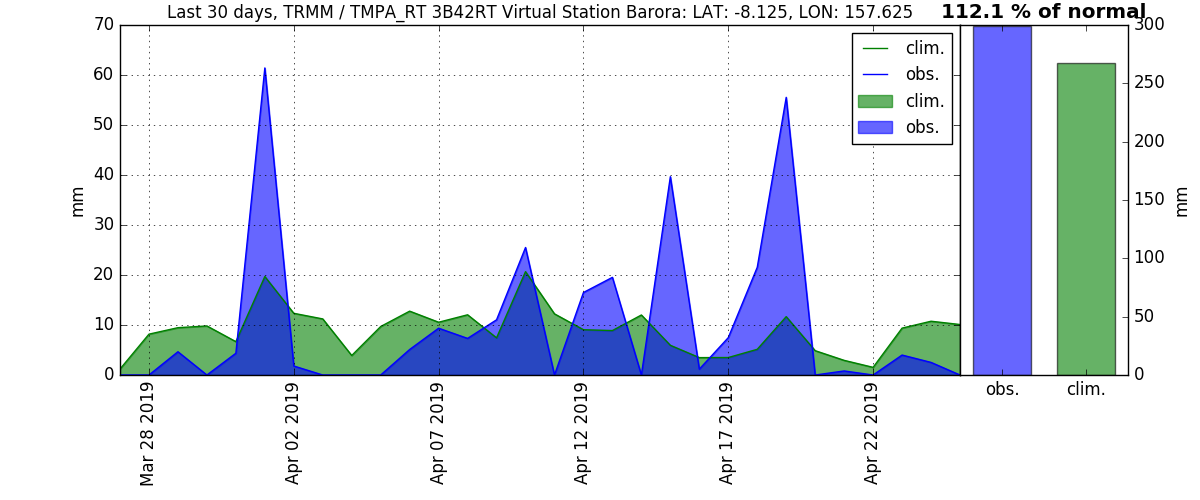 Last 30 days, TRMM / TMPA_RT 3B42RT Virtual Station Barora: LAT: -8.125, LON: 157.625
112.1 % of normal
70
60
50
40
30
20
10
0
mm
clim.
obs.
clim.
obs.
300
250
200
150
100
50
0
mm
Mar 28 2019
Apr 02 2019
Apr 07 2019
Apr 12 2019
Apr 17 2019
Apr 22 2019
obs.
clim.